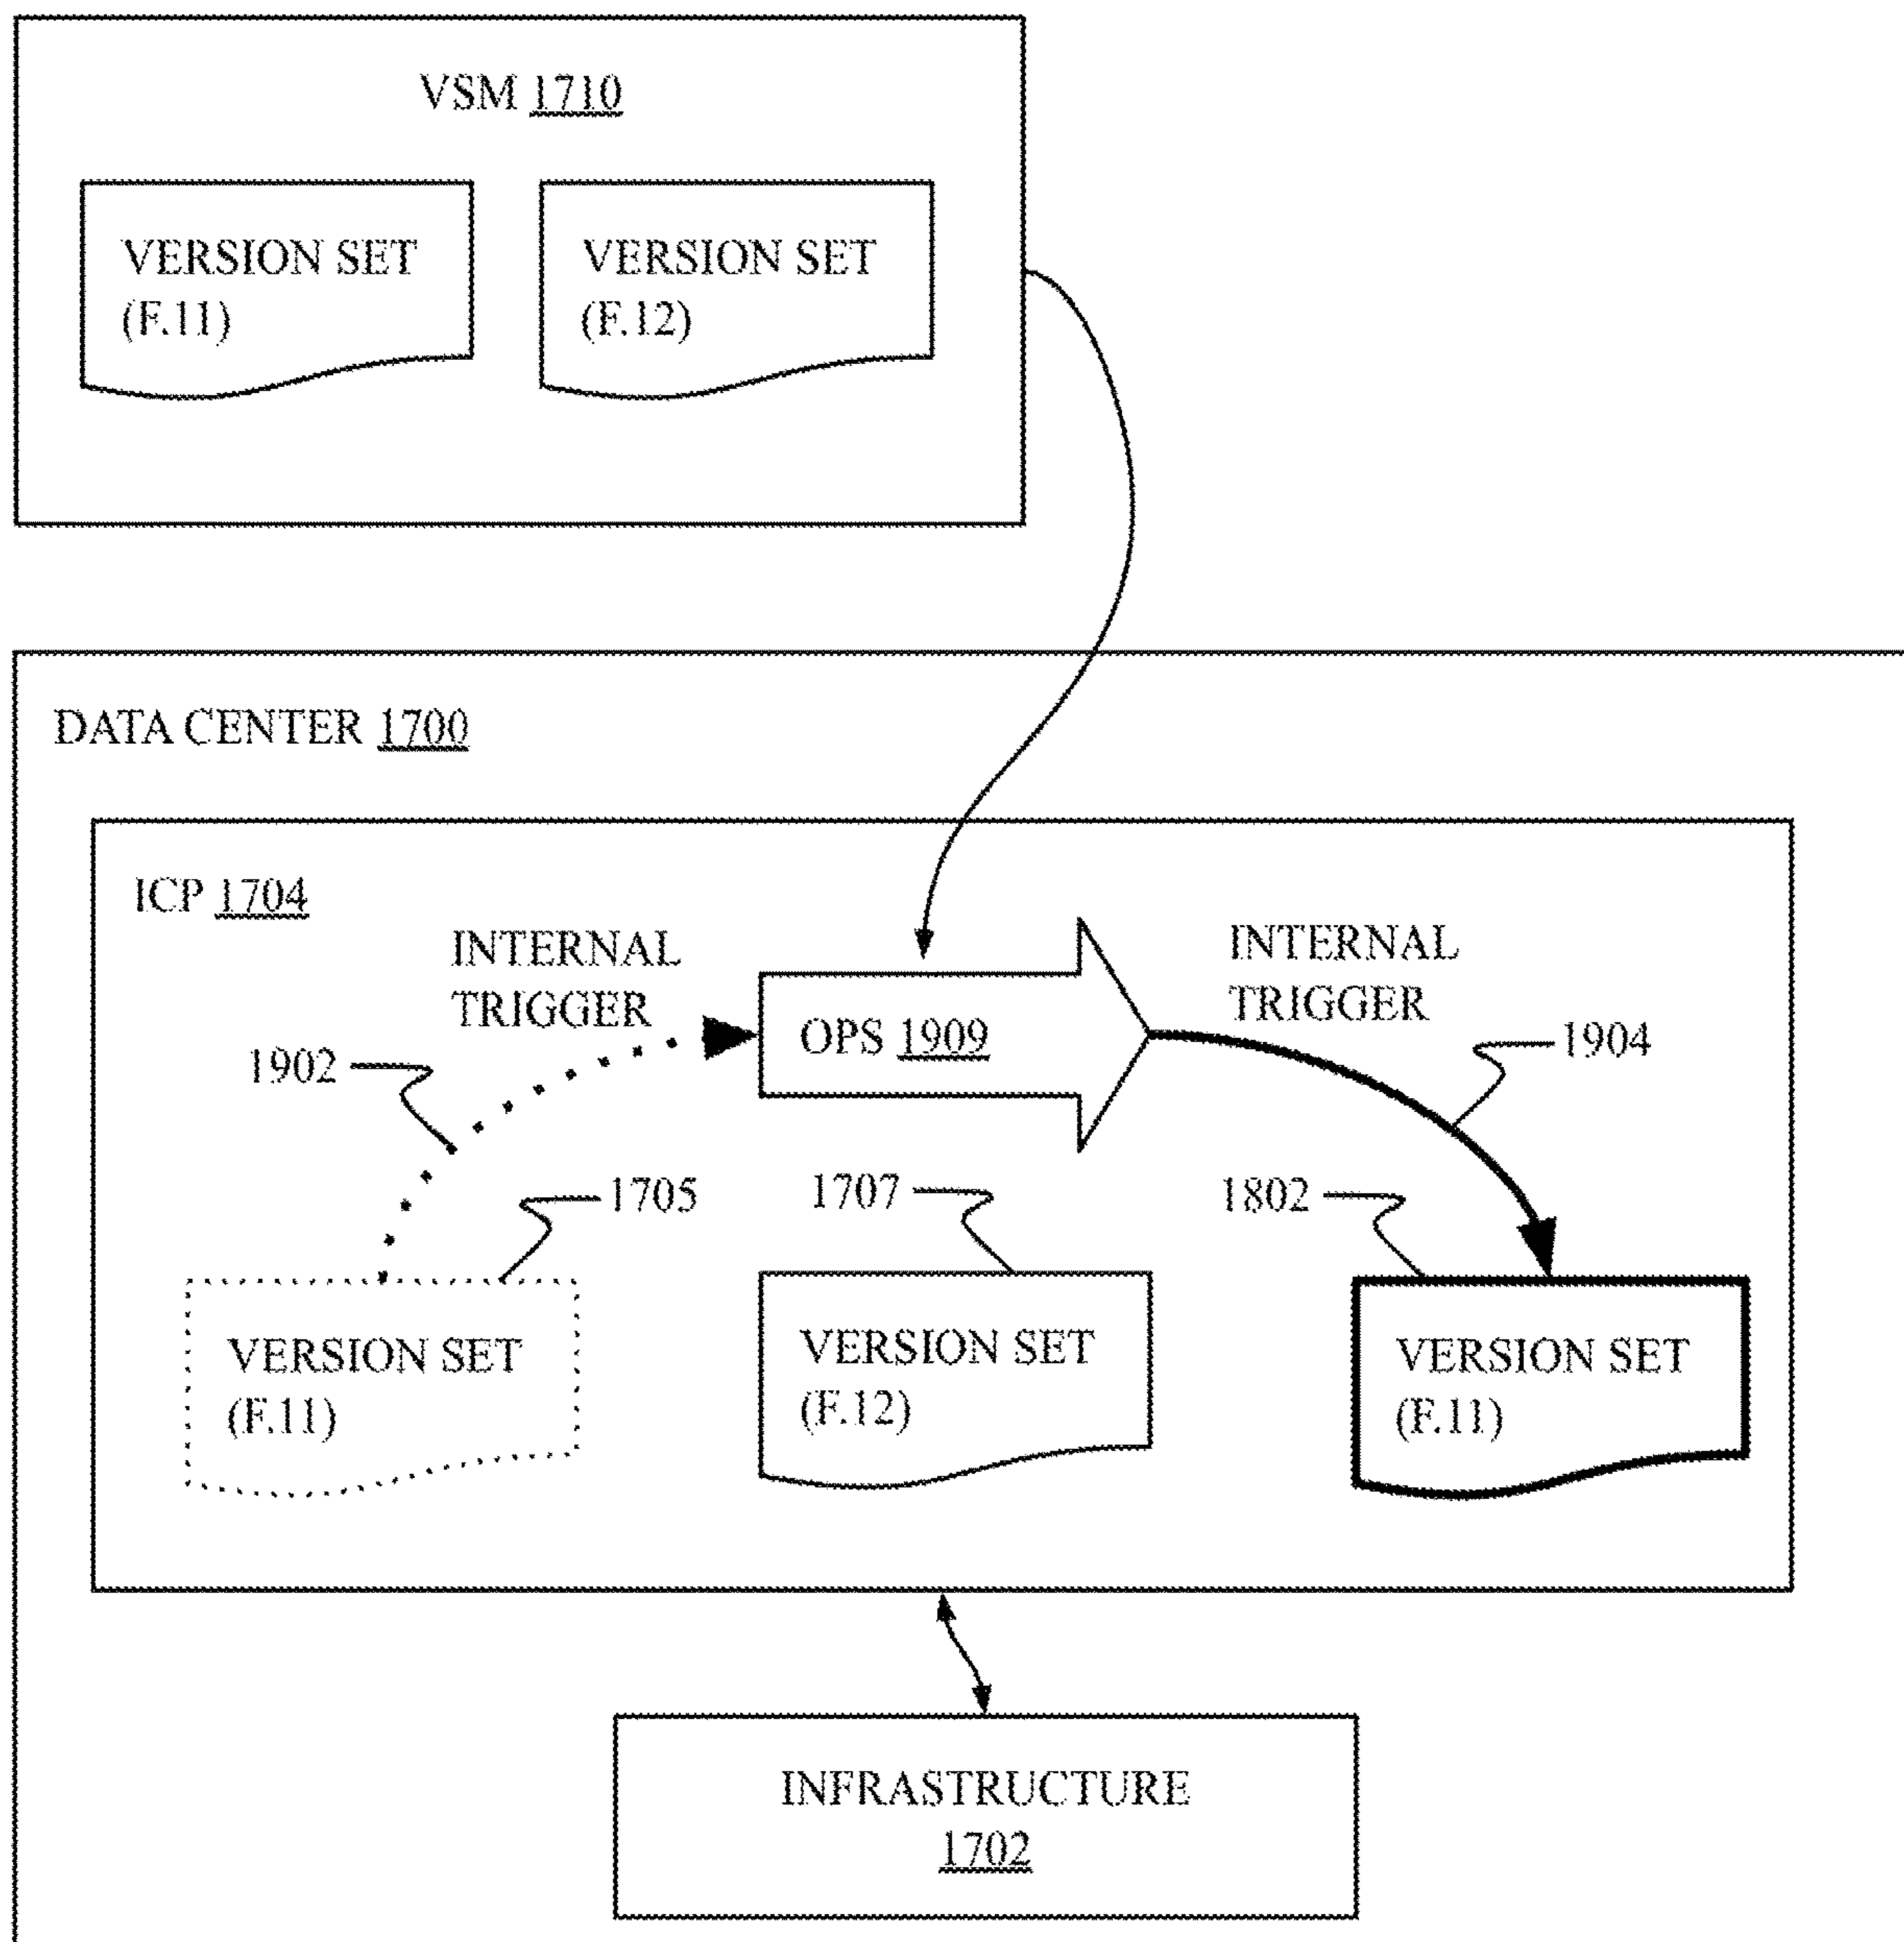 VSM 1710
VERSION SET
(F.11)
VERSION SET
(F.12)
DATA CENTER 1700
ICP 1704
INTERNAL
TRIGGER
INTERNAL
TRIGGER
OPS 1909
1902
1904
1705
1707
1802
VERSION SET
(F.11)
VERSION SET
(F.12)
VERSION SET
(F.11)
INFRASTRUCTURE
1702